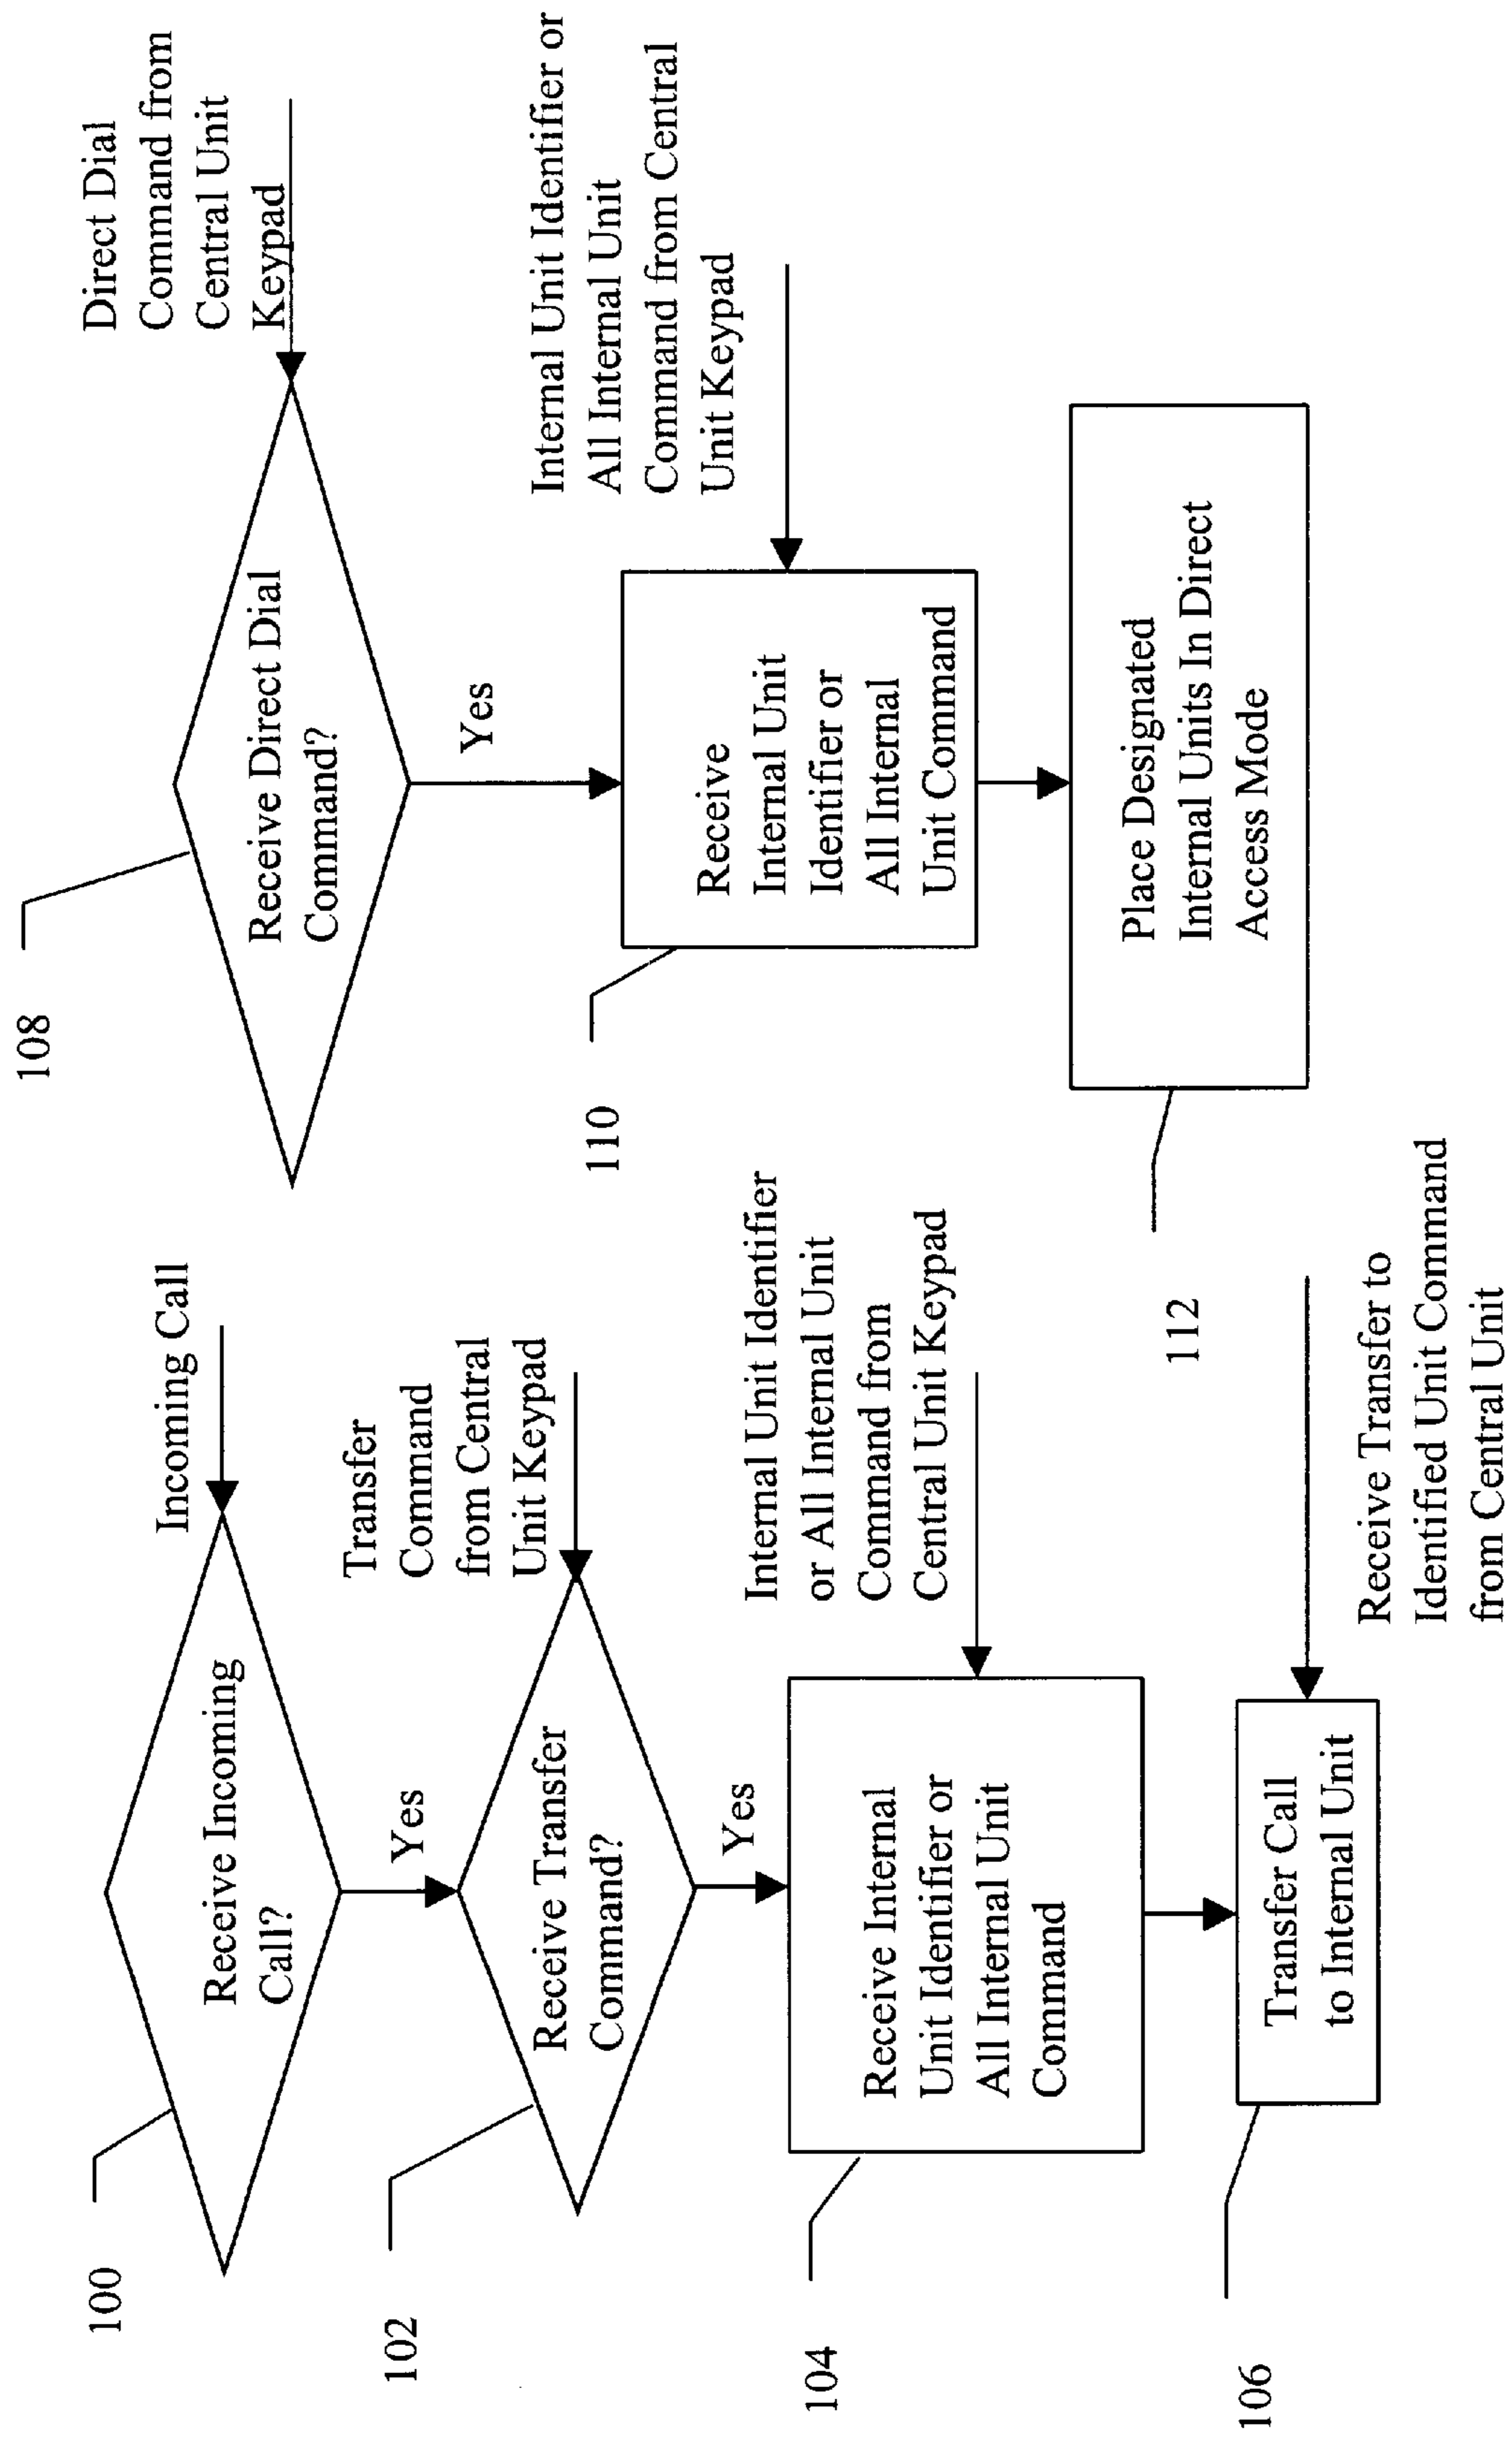 100
Receive Incoming
Call?
Incoming Call
Yes
102
Receive Transfer
Command?
Transfer
Command
from Central
Unit Keypad
Yes
104
Receive Internal
Unit Identifier or
All Internal Unit
Command
Internal Unit Identifier
or All Internal Unit
Command from
Central Unit Keypad
106
Transfer Call
to Internal Unit
Receive Transfer to
Identified Unit Command
from Central Unit
108
Receive Direct Dial
Command?
Direct Dial
Command from
Central Unit
Keypad
Yes
110
Receive
Internal Unit
Identifier or
All Internal
Unit Command
Internal Unit Identifier or
All Internal Unit
Command from Central
Unit Keypad
112
Place Designated
Internal Units In Direct
Access Mode